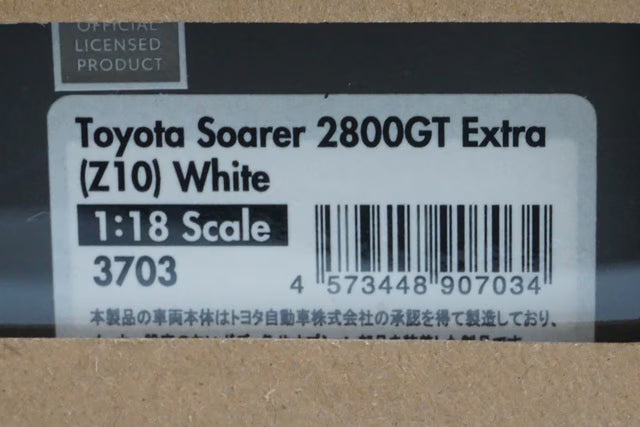 OFFICIAL
LICENSED
PRODUCT
Toyota Soarer 2800GT Extra
(Z10) White
1:18 Scale
3703
4 573448 907034
本製品の車両本体はトヨタ自動車株式会社の承認を得て製造しており、